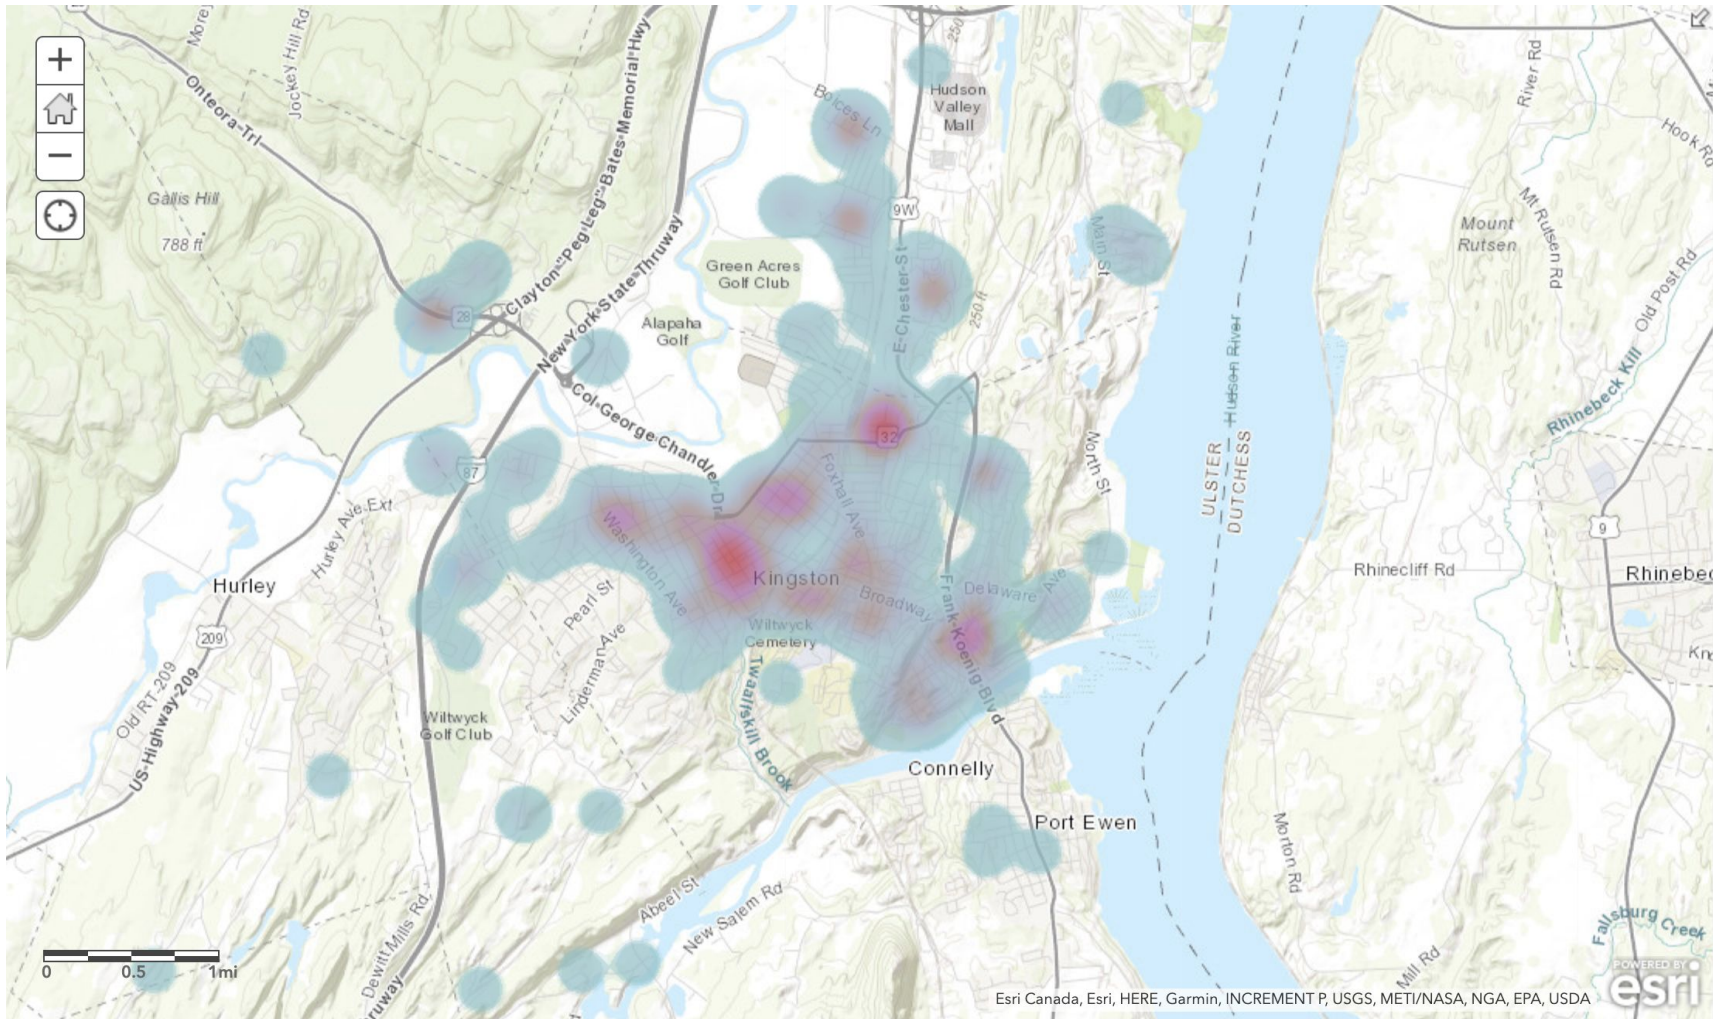 +
−
Onteora Trl
Jockey Hill Rd
Clayton "Peg Leg" Bates Memorial Hwy
250 ft
Hudson
Valley
Mall
Boices Ln
River Rd
Hook Rd
Gallis Hill
788 ft
9W
Main St
Mt Rutsen Rd
Mount
Rutsen
Old Post Rd
Green Acres
Golf Club
E Chester St
250 ft
New York State Thruway
28
Alapaha
Golf
Hudson River
Rhinebeck Kill
Col George Chandler Dr
32
87
Foxhall Ave
North St
ULSTER
DUTCHESS
Hurley Ave Ext
Washington Ave
9
Hurley
Kingston
Broadway
Delaware Ave
Frank Koenig Blvd
Rhinecliff Rd
Rhinebec
Pearl St
209
Wiltwyck
Cemetery
Linderman Ave
Old RT-209
US Highway 209
Twaalfskill Brook
Wiltwyck
Golf Club
Connelly
Port Ewen
Morton Rd
Abeel St
New Salem Rd
Dewitt Mills Rd
ruway
Mill Rd
Fallsburg Creek
0 0.5 1mi
POWERED BY
esri
Esri Canada, Esri, HERE, Garmin, INCREMENT P, USGS, METI/NASA, NGA, EPA, USDA